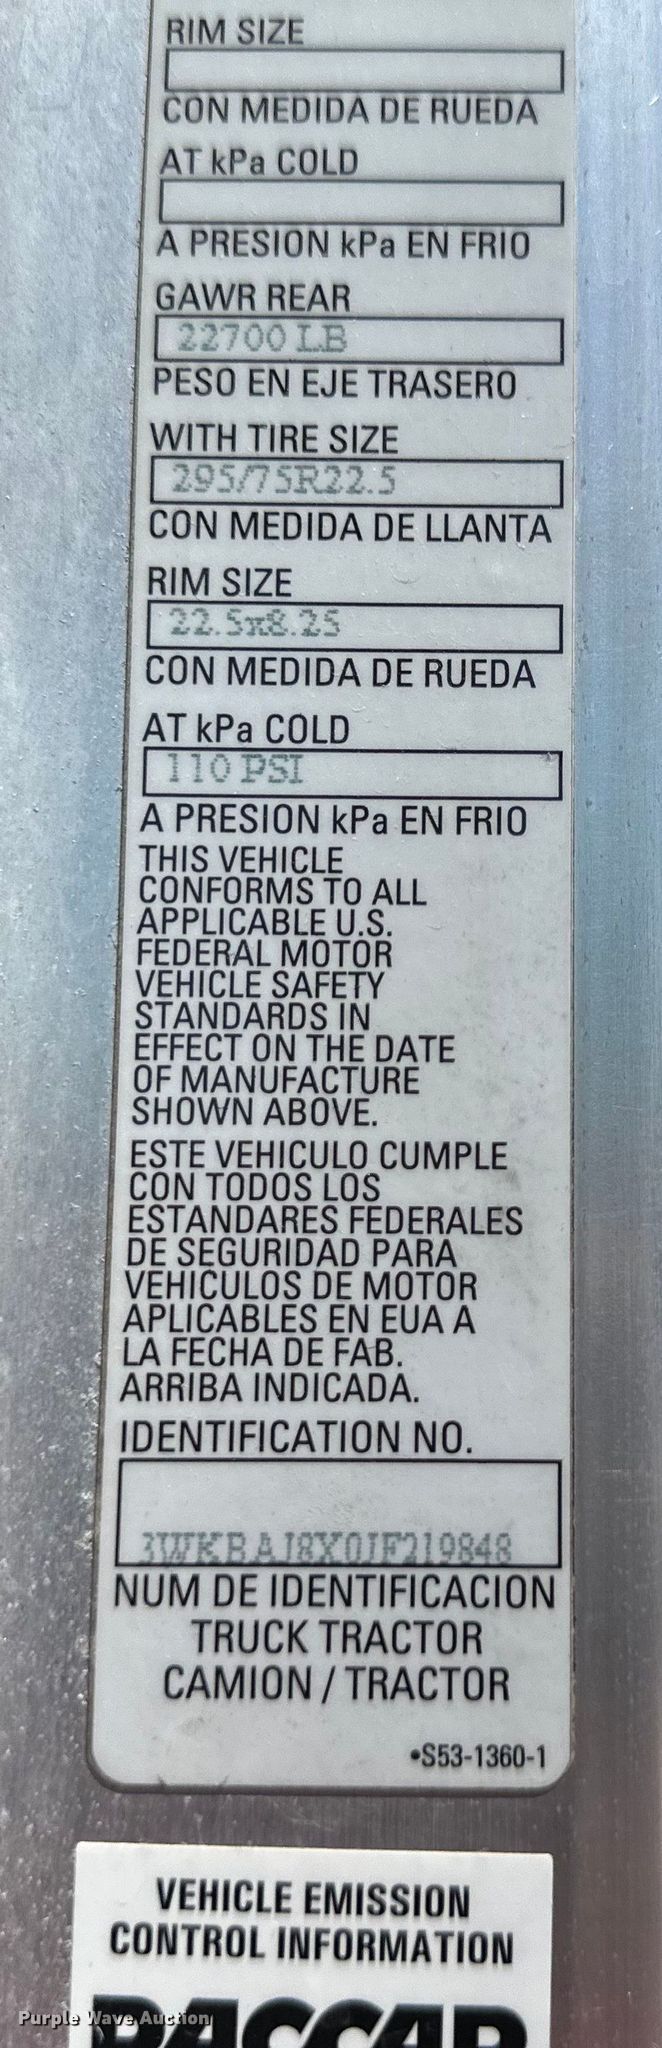 RIM SIZE
CON MEDIDA DE RUEDA
AT kPa COLD
A PRESION kPa EN FRIO
GAWR REAR
22700 LB
PESO EN EJE TRASERO
WITH TIRE SIZE
295/75R22.5
CON MEDIDA DE LLANTA
RIM SIZE
22.5x8.25
CON MEDIDA DE RUEDA
AT kPa COLD
110 PSI
A PRESION kPa EN FRIO
THIS VEHICLE
CONFORMS TO ALL
APPLICABLE U.S.
FEDERAL MOTOR
VEHICLE SAFETY
STANDARDS IN
EFFECT ON THE DATE
OF MANUFACTURE
SHOWN ABOVE.
ESTE VEHICULO CUMPLE
CON TODOS LOS
ESTANDARES FEDERALES
DE SEGURIDAD PARA
VEHICULOS DE MOTOR
APLICABLES EN EUA A
LA FECHA DE FAB.
ARRIBA INDICADA.
IDENTIFICATION NO.
3WKBAJ8X0JF219848
NUM DE IDENTIFICACION
TRUCK TRACTOR
CAMION / TRACTOR
•S53-1360-1
VEHICLE EMISSION
CONTROL INFORMATION
PACCAR
Purple Wave Auction